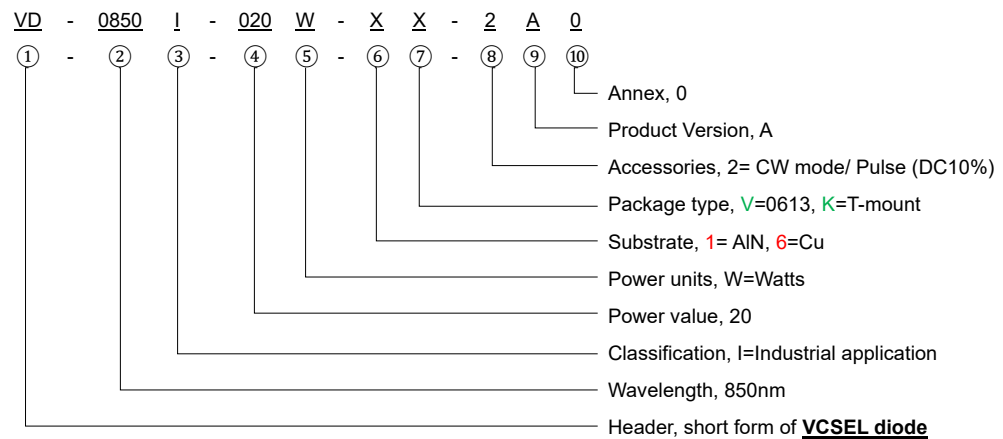 VD - 0850 I - 020 W - X X - 2 A 0
① - ② ③ - ④ ⑤ - ⑥ ⑦ - ⑧ ⑨ ⑩
Annex, 0
Product Version, A
Accessories, 2= CW mode/ Pulse (DC10%)
Package type, V=0613, K=T-mount
Substrate, 1= AlN, 6=Cu
Power units, W=Watts
Power value, 20
Classification, I=Industrial application
Wavelength, 850nm
Header, short form of VCSEL diode